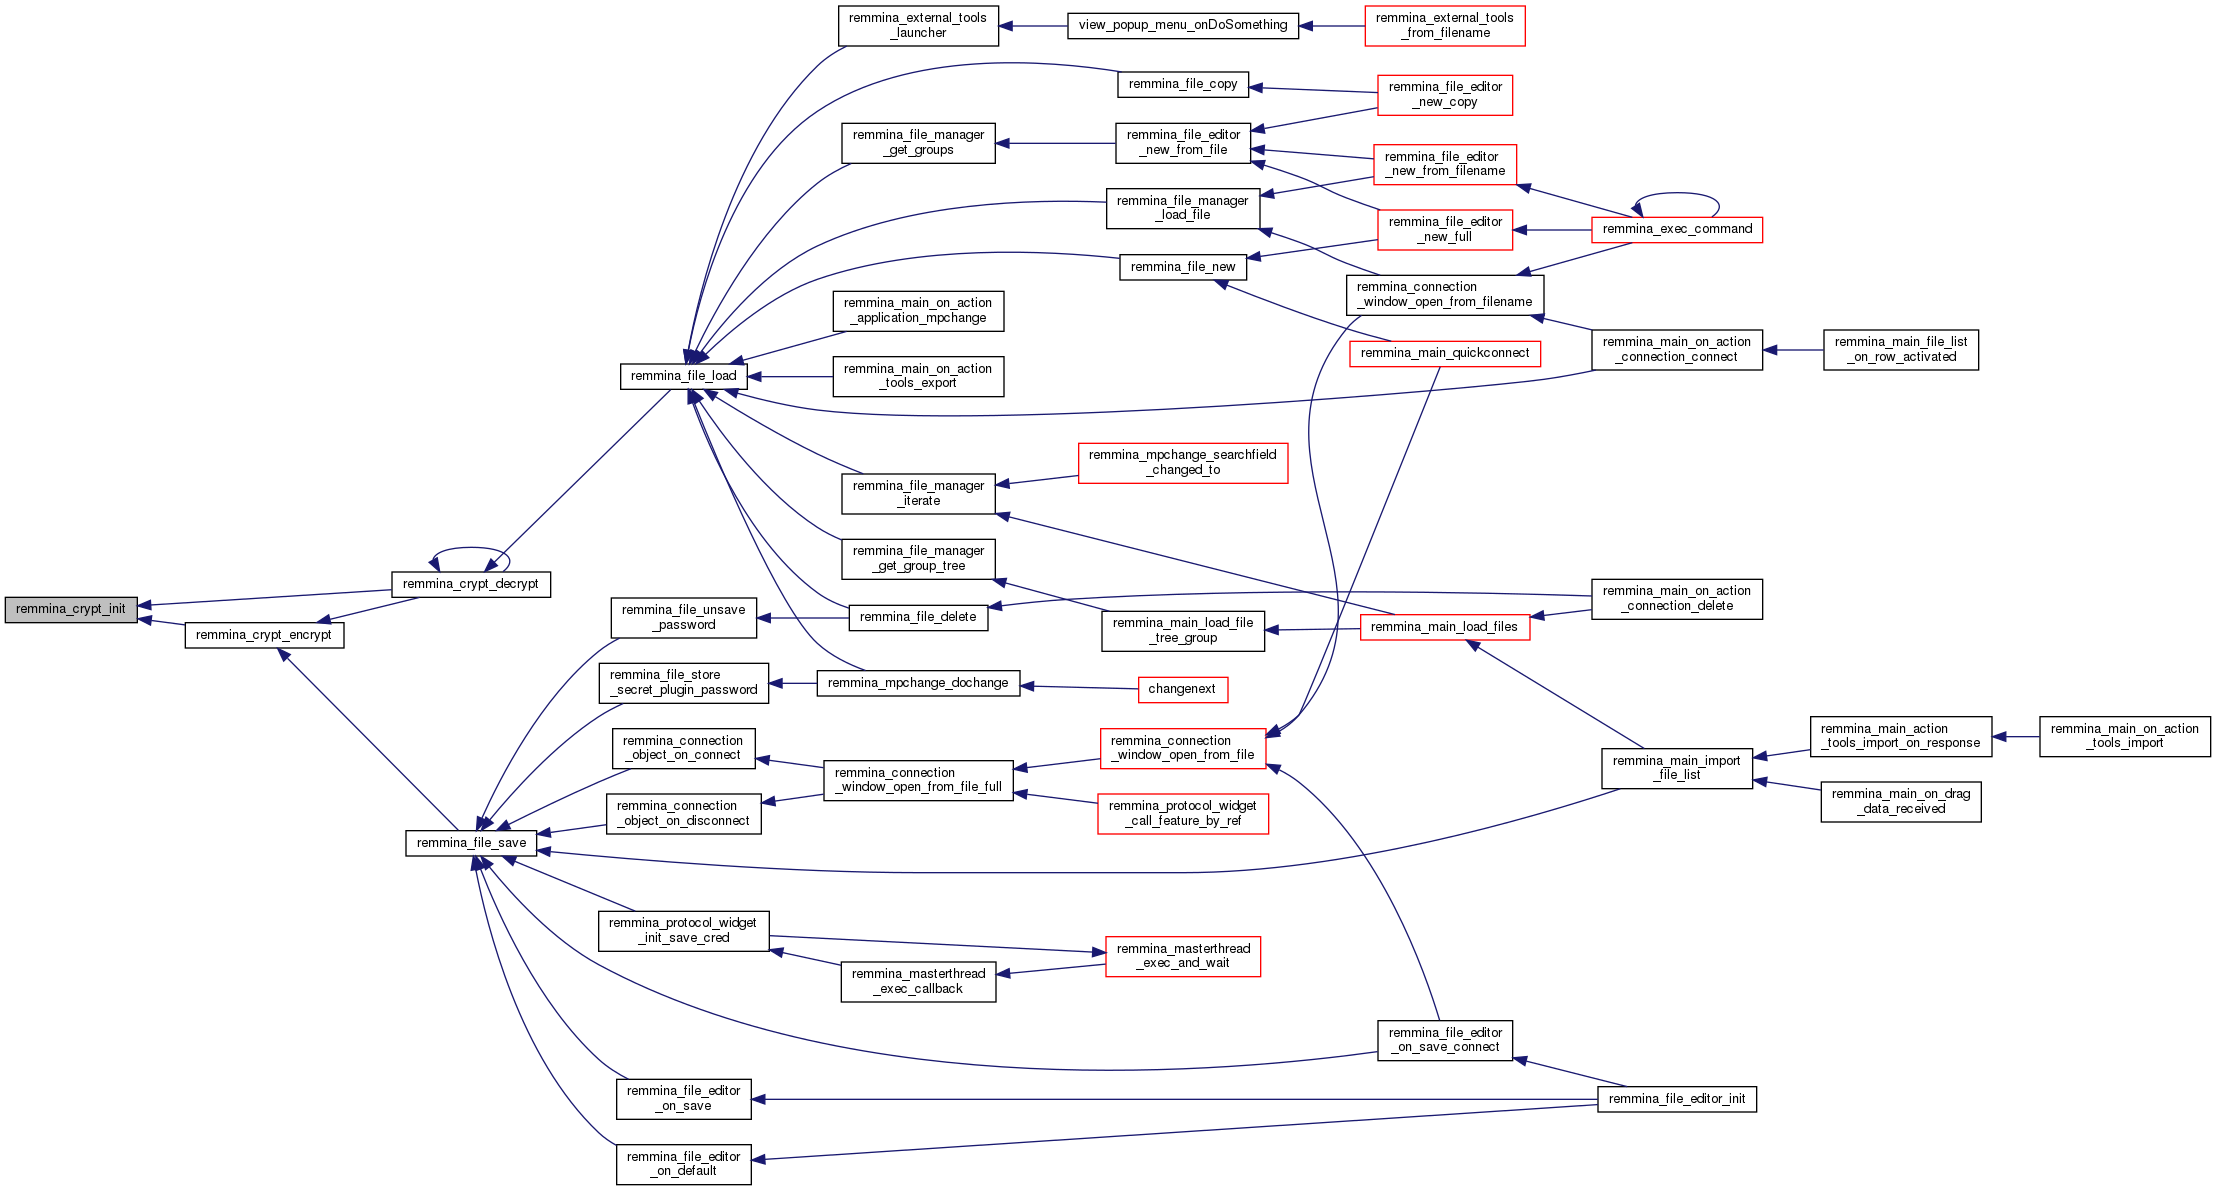 remmina_crypt_init
remmina_crypt_decrypt
remmina_crypt_encrypt
remmina_file_load
remmina_file_save
remmina_external_tools
_launcher
view_popup_menu_onDoSomething
remmina_external_tools
_from_filename
remmina_file_copy
remmina_file_editor
_new_copy
remmina_file_manager
_get_groups
remmina_file_editor
_new_from_file
remmina_file_editor
_new_from_filename
remmina_file_manager
_load_file
remmina_file_editor
_new_full
remmina_exec_command
remmina_file_new
remmina_connection
_window_open_from_filename
remmina_main_on_action
_application_mpchange
remmina_main_quickconnect
remmina_main_on_action
_connection_connect
remmina_main_file_list
_on_row_activated
remmina_main_on_action
_tools_export
remmina_mpchange_searchfield
_changed_to
remmina_file_manager
_iterate
remmina_file_manager
_get_group_tree
remmina_file_unsave
_password
remmina_file_delete
remmina_main_load_file
_tree_group
remmina_main_load_files
remmina_main_on_action
_connection_delete
remmina_file_store
_secret_plugin_password
remmina_mpchange_dochange
changenext
remmina_connection
_object_on_connect
remmina_connection
_window_open_from_file_full
remmina_connection
_window_open_from_file
remmina_protocol_widget
_call_feature_by_ref
remmina_connection
_object_on_disconnect
remmina_main_import
_file_list
remmina_main_action
_tools_import_on_response
remmina_main_on_action
_tools_import
remmina_main_on_drag
_data_received
remmina_protocol_widget
_init_save_cred
remmina_masterthread
_exec_callback
remmina_masterthread
_exec_and_wait
remmina_file_editor
_on_save_connect
remmina_file_editor
_on_save
remmina_file_editor_init
remmina_file_editor
_on_default